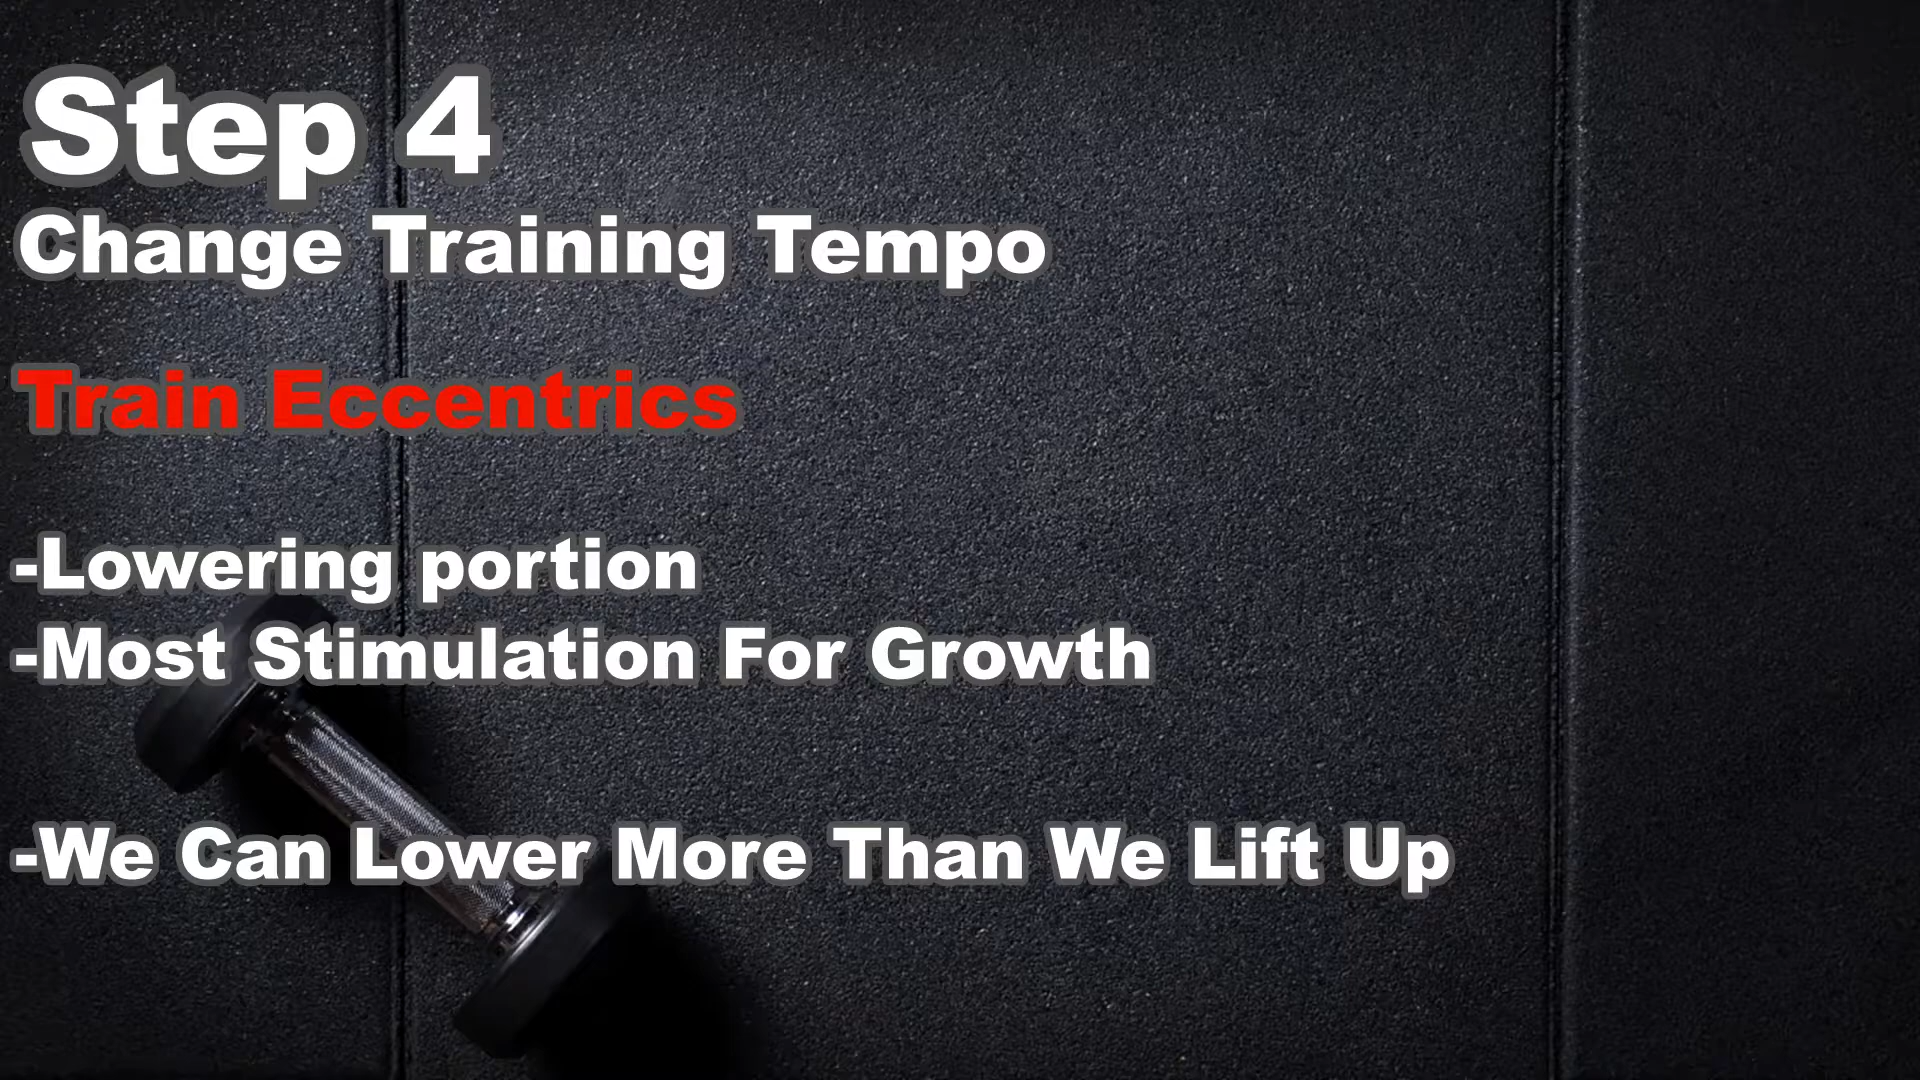 Step 4
Change Training Tempo
Train Eccentrics
-Lowering portion
-Most Stimulation For Growth
-We Can Lower More Than We Lift Up